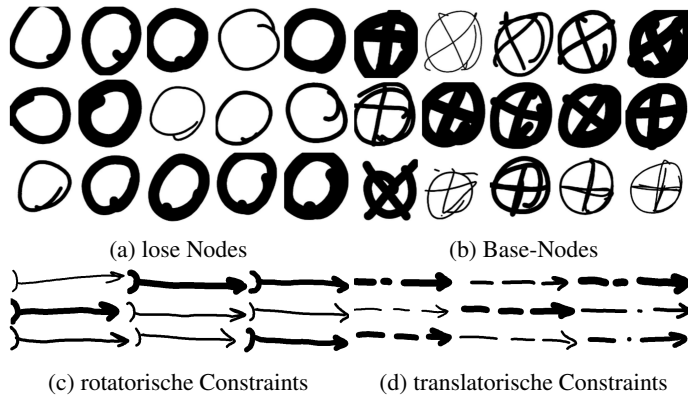 (a) lose Nodes
(b) Base-Nodes
(c) rotatorische Constraints
(d) translatorische Constraints